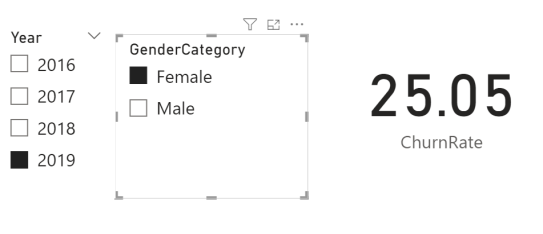 Year
2016
2017
2018
2019
GenderCategory
Female
Male
25.05
ChurnRate